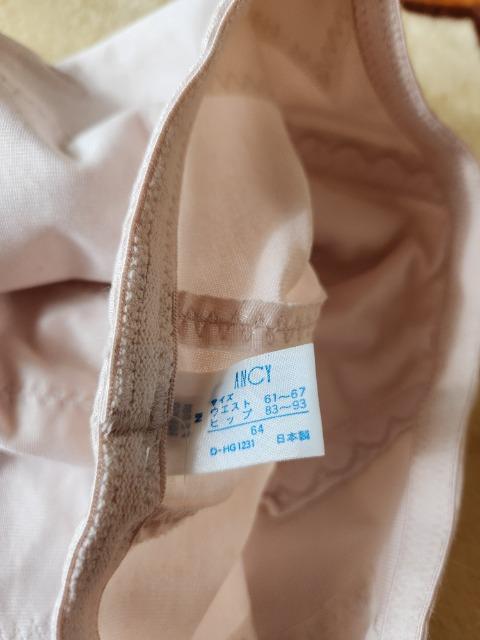 ANCY
サイズ
ウエスト 61～67
ヒップ 83～93
64
D-HG1231 日本製